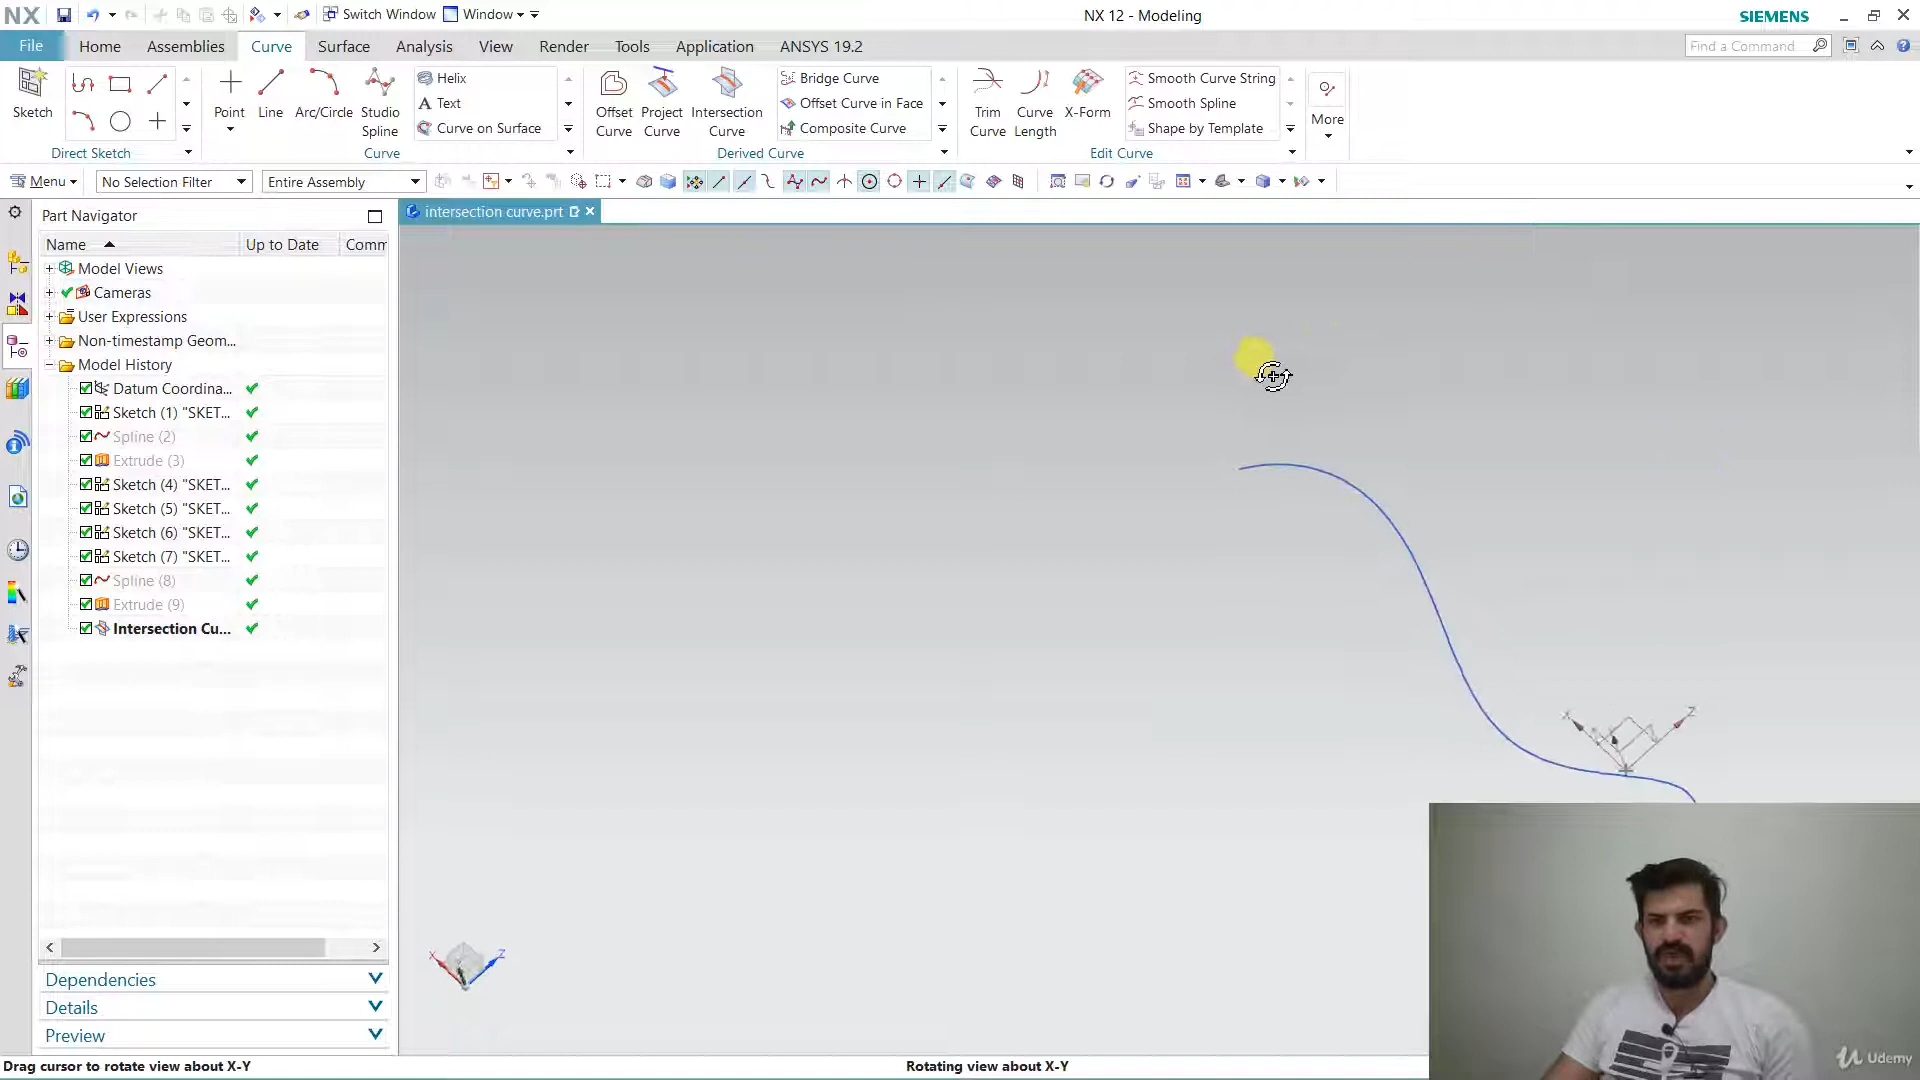 NX
Switch Window
Window
NX 12 - Modeling
SIEMENS
File
Home
Assemblies
Curve
Surface
Analysis
View
Render
Tools
Application
ANSYS 19.2
Find a Command
Sketch
Direct Sketch
Point
Line
Arc/Circle
Studio Spline
Helix
Text
Curve on Surface
Curve
Offset Curve
Project Curve
Intersection Curve
Bridge Curve
Offset Curve in Face
Composite Curve
Derived Curve
Trim Curve
Curve Length
X-Form
Smooth Curve String
Smooth Spline
Shape by Template
Edit Curve
More
Menu
No Selection Filter
Entire Assembly
Part Navigator
intersection curve.prt
Name
Up to Date
Comm
Model Views
Cameras
User Expressions
Non-timestamp Geom...
Model History
Datum Coordina...
Sketch (1) "SKET...
Spline (2)
Extrude (3)
Sketch (4) "SKET...
Sketch (5) "SKET...
Sketch (6) "SKET...
Sketch (7) "SKET...
Spline (8)
Extrude (9)
Intersection Cu...
X
Z
X
Z
Dependencies
Details
Preview
Drag cursor to rotate view about X-Y
Rotating view about X-Y
Udemy